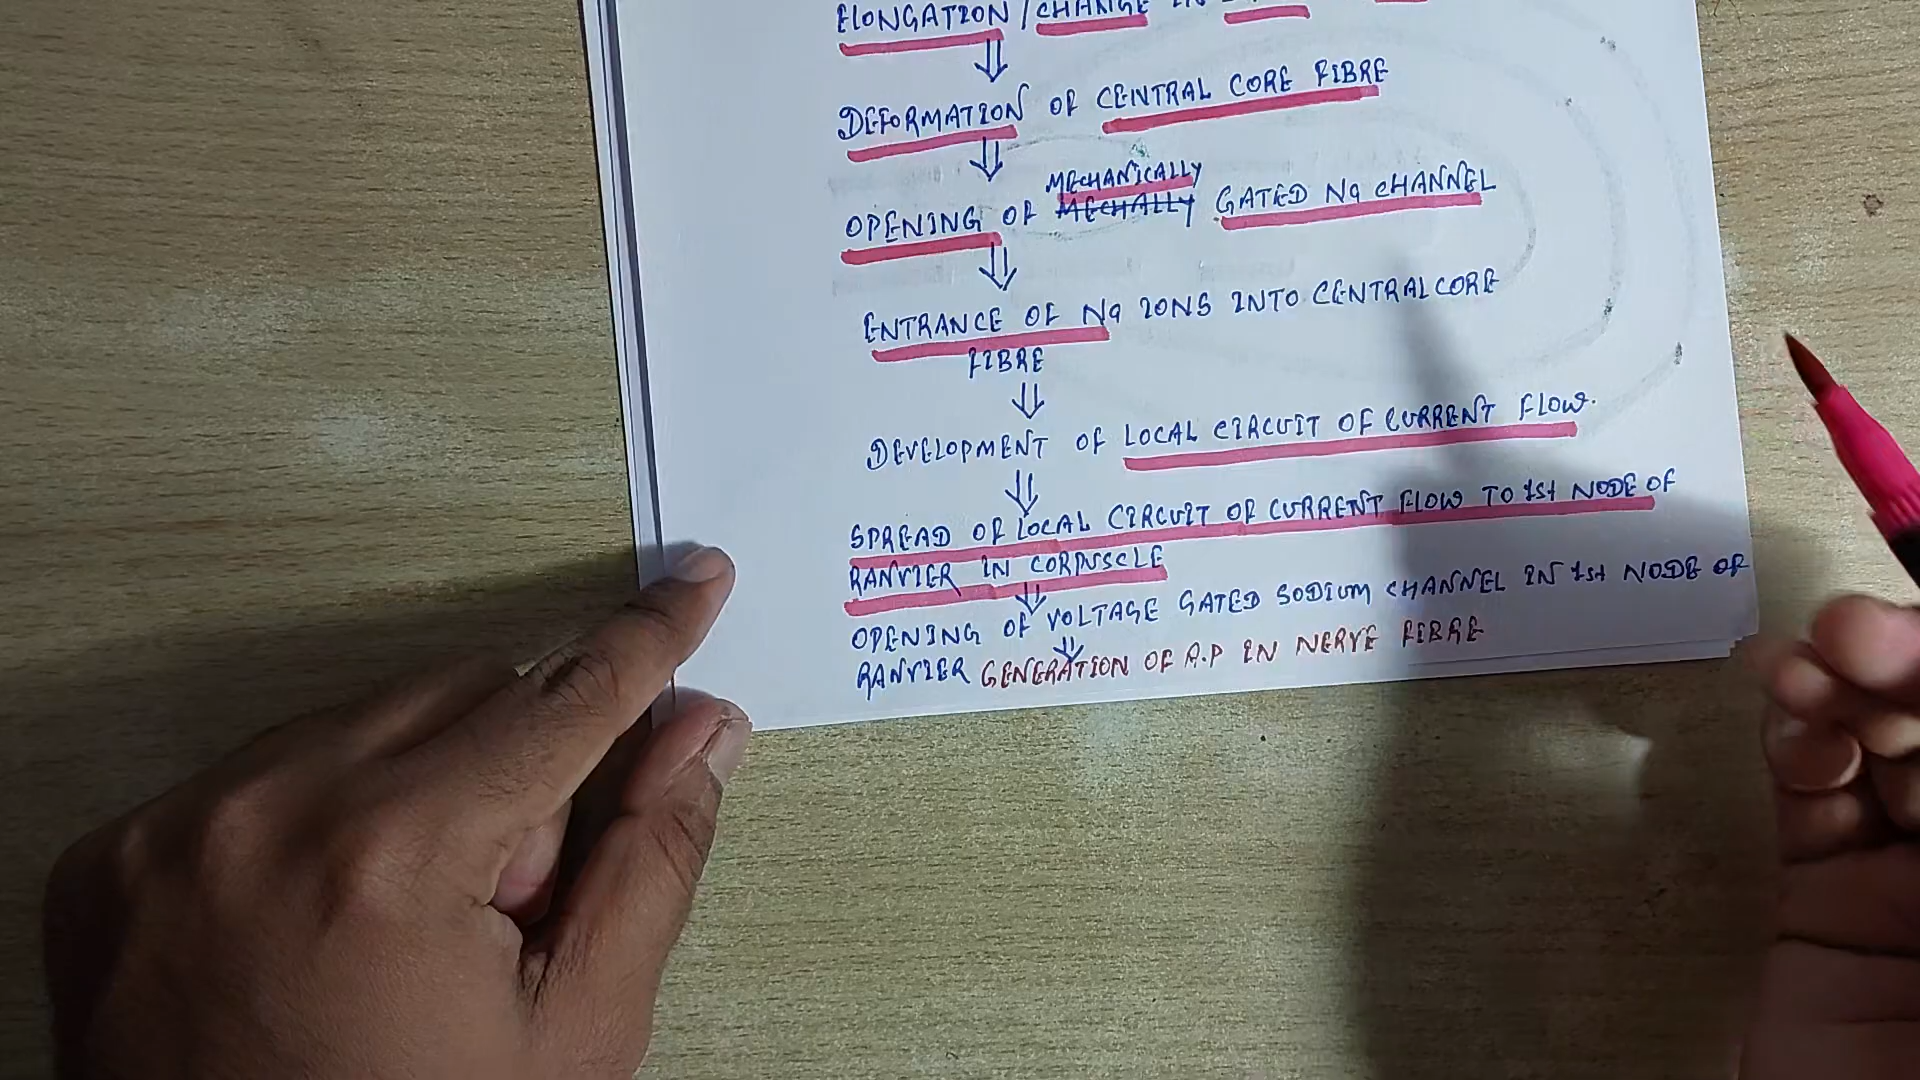 ELONGATION / CHANGE IN
DEFORMATION OF CENTRAL CORE FIBRE
MECHANICALLY
OPENING OF MECHALLY GATED Na CHANNEL
ENTRANCE OF Na IONS INTO CENTRAL CORE
FIBRE
DEVELOPMENT OF LOCAL CIRCUIT OF CURRENT FLOW.
SPREAD OF LOCAL CIRCUIT OF CURRENT FLOW TO 1st NODE OF
RANVIER IN CORPUSCLE
OPENING OF VOLTAGE GATED SODIUM CHANNEL IN 1st NODE OF
RANVIER GENERATION OF A.P IN NERVE FIBRE